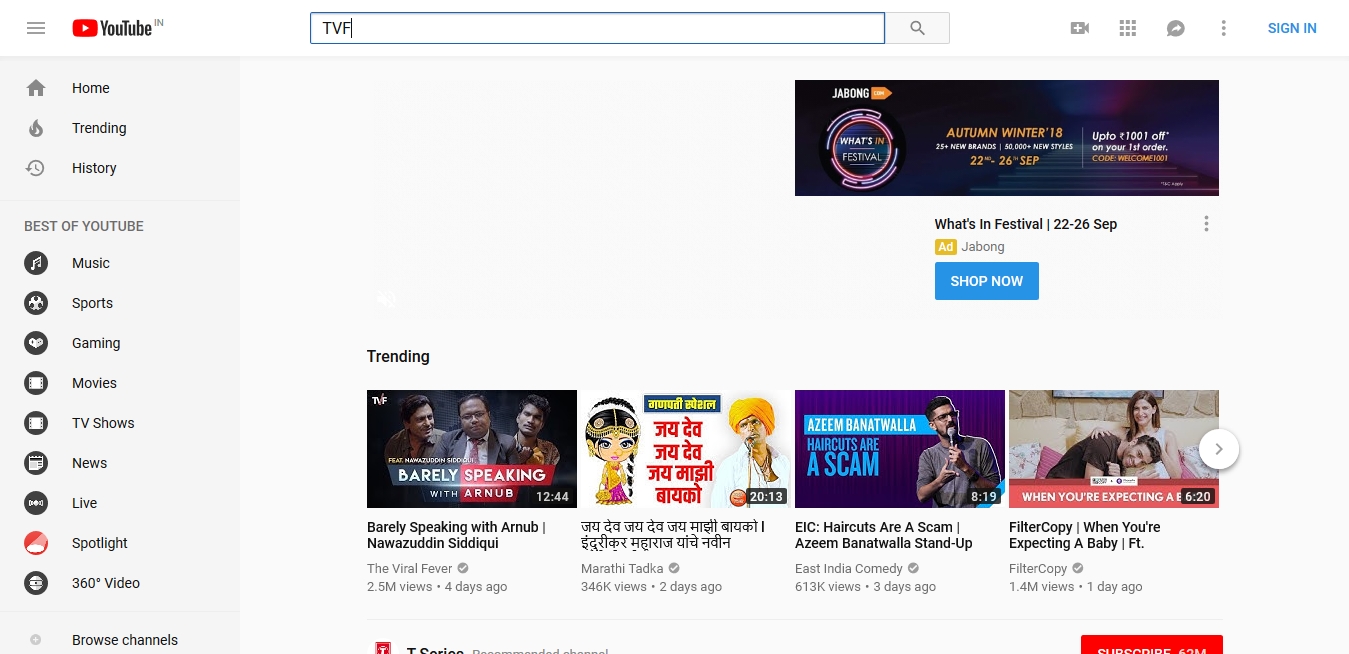 YouTube IN
TVF
SIGN IN
Home
Trending
History
BEST OF YOUTUBE
Music
Sports
Gaming
Movies
TV Shows
News
Live
Spotlight
360° Video
Browse channels
JABONG COM
WHAT'S IN
FESTIVAL
AUTUMN WINTER'18
25+ NEW BRANDS | 50,000+ NEW STYLES
22ND- 26TH SEP
Upto ₹1001 off*
on your 1st order.
CODE: WELCOME1001
*T&C Apply
What's In Festival | 22-26 Sep
Ad Jabong
SHOP NOW
Trending
TVF
FEAT. NAWAZUDDIN SIDDIQUI
BARELY SPEAKING
WITH ARNUB
12:44
Barely Speaking with Arnub |
Nawazuddin Siddiqui
The Viral Fever
2.5M views • 4 days ago
गणपती स्पेशल
जय देव
जय देव
जय माझी
बायको
20:13
जय देव जय देव जय माझी बायको I
इंदुरीकर महाराज यांचे नवीन
Marathi Tadka
346K views • 2 days ago
AZEEM BANATWALLA
HAIRCUTS ARE
A SCAM
8:19
EIC: Haircuts Are A Scam |
Azeem Banatwalla Stand-Up
East India Comedy
613K views • 3 days ago
WHEN YOU'RE EXPECTING A
6:20
FilterCopy | When You're
Expecting A Baby | Ft.
FilterCopy
1.4M views • 1 day ago
T-Series Recommended channel
SUBSCRIBE 62M